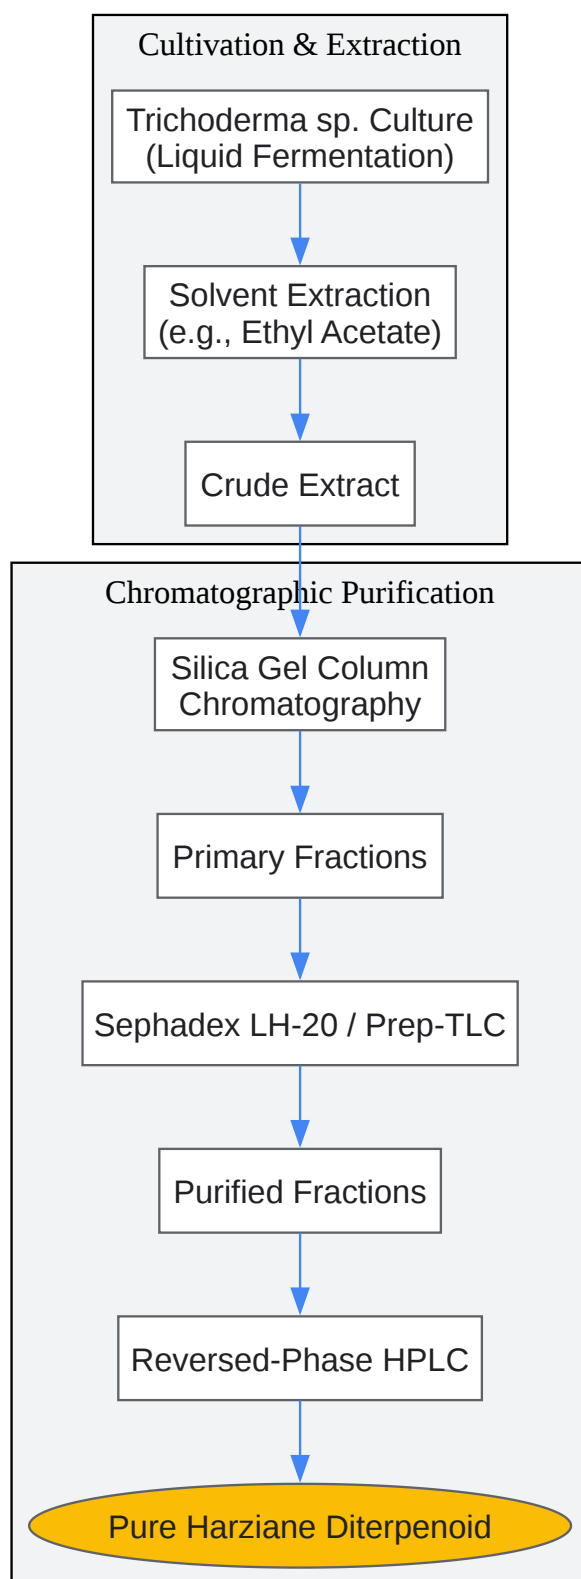 Cultivation & Extraction
Trichoderma sp. Culture
(Liquid Fermentation)
Solvent Extraction
(e.g., Ethyl Acetate)
Crude Extract
Chromatographic Purification
Silica Gel Column
Chromatography
Primary Fractions
Sephadex LH-20 / Prep-TLC
Purified Fractions
Reversed-Phase HPLC
Pure Harziane Diterpenoid